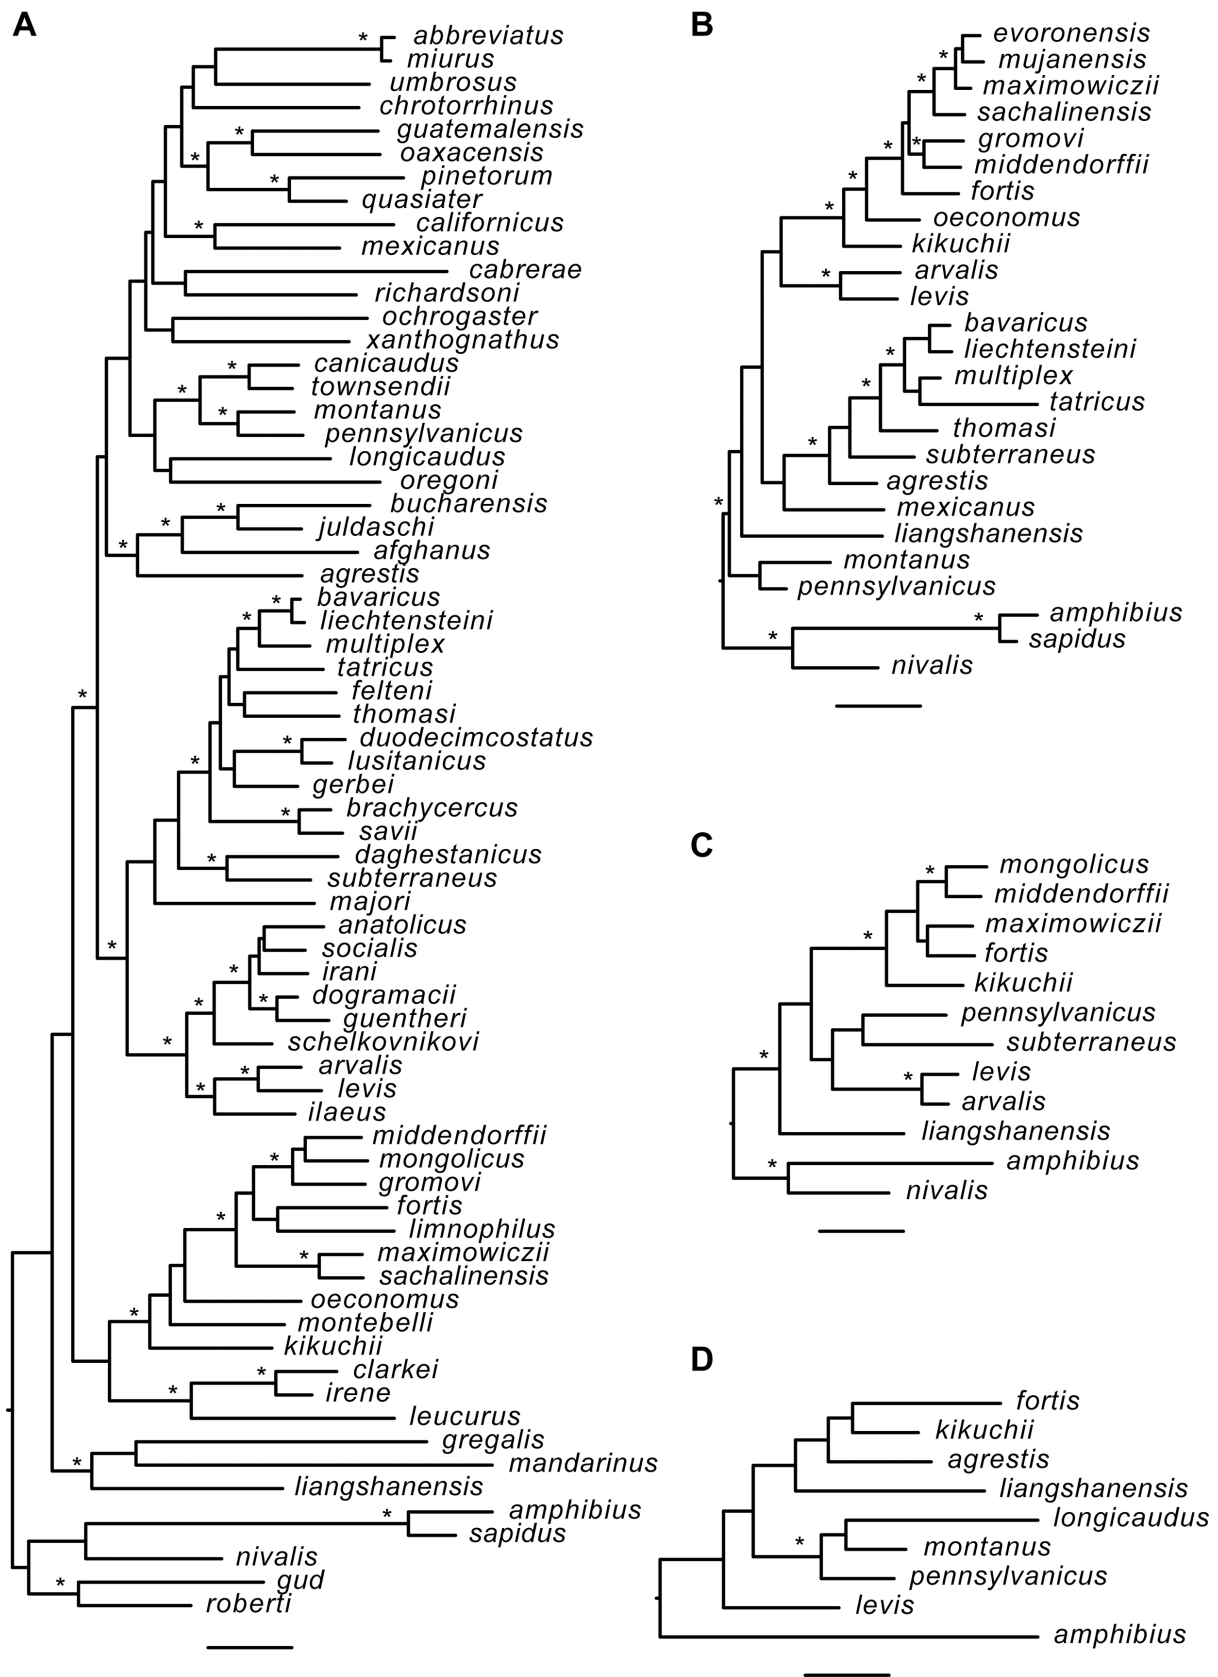 A
abbreviatus
miurus
umbrosus
chrotorrhinus
guatemalensis
oaxacensis
pinetorum
quasiater
californicus
mexicanus
cabrerae
richardsoni
ochrogaster
xanthognathus
canicaudus
townsendii
montanus
pennsylvanicus
longicaudus
oregoni
bucharensis
juldaschi
afghanus
agrestis
bavaricus
liechtensteini
multiplex
tatricus
felteni
thomasi
duodecimcostatus
lusitanicus
gerbei
brachycercus
savii
daghestanicus
subterraneus
majori
anatolicus
socialis
irani
dogramacii
guentheri
schelkovnikovi
arvalis
levis
ilaeus
middendorffii
mongolicus
gromovi
fortis
limnophilus
maximowiczii
sachalinensis
oeconomus
montebelli
kikuchii
clarkei
irene
leucurus
gregalis
mandarinus
liangshanensis
amphibius
sapidus
nivalis
gud
roberti
B
evoronensis
mujanensis
maximowiczii
sachalinensis
gromovi
middendorffii
fortis
oeconomus
kikuchii
arvalis
levis
bavaricus
liechtensteini
multiplex
tatricus
thomasi
subterraneus
agrestis
mexicanus
liangshanensis
montanus
pennsylvanicus
amphibius
sapidus
nivalis
C
mongolicus
middendorffii
maximowiczii
fortis
kikuchii
pennsylvanicus
subterraneus
levis
arvalis
liangshanensis
amphibius
nivalis
D
fortis
kikuchii
agrestis
liangshanensis
longicaudus
montanus
pennsylvanicus
levis
amphibius